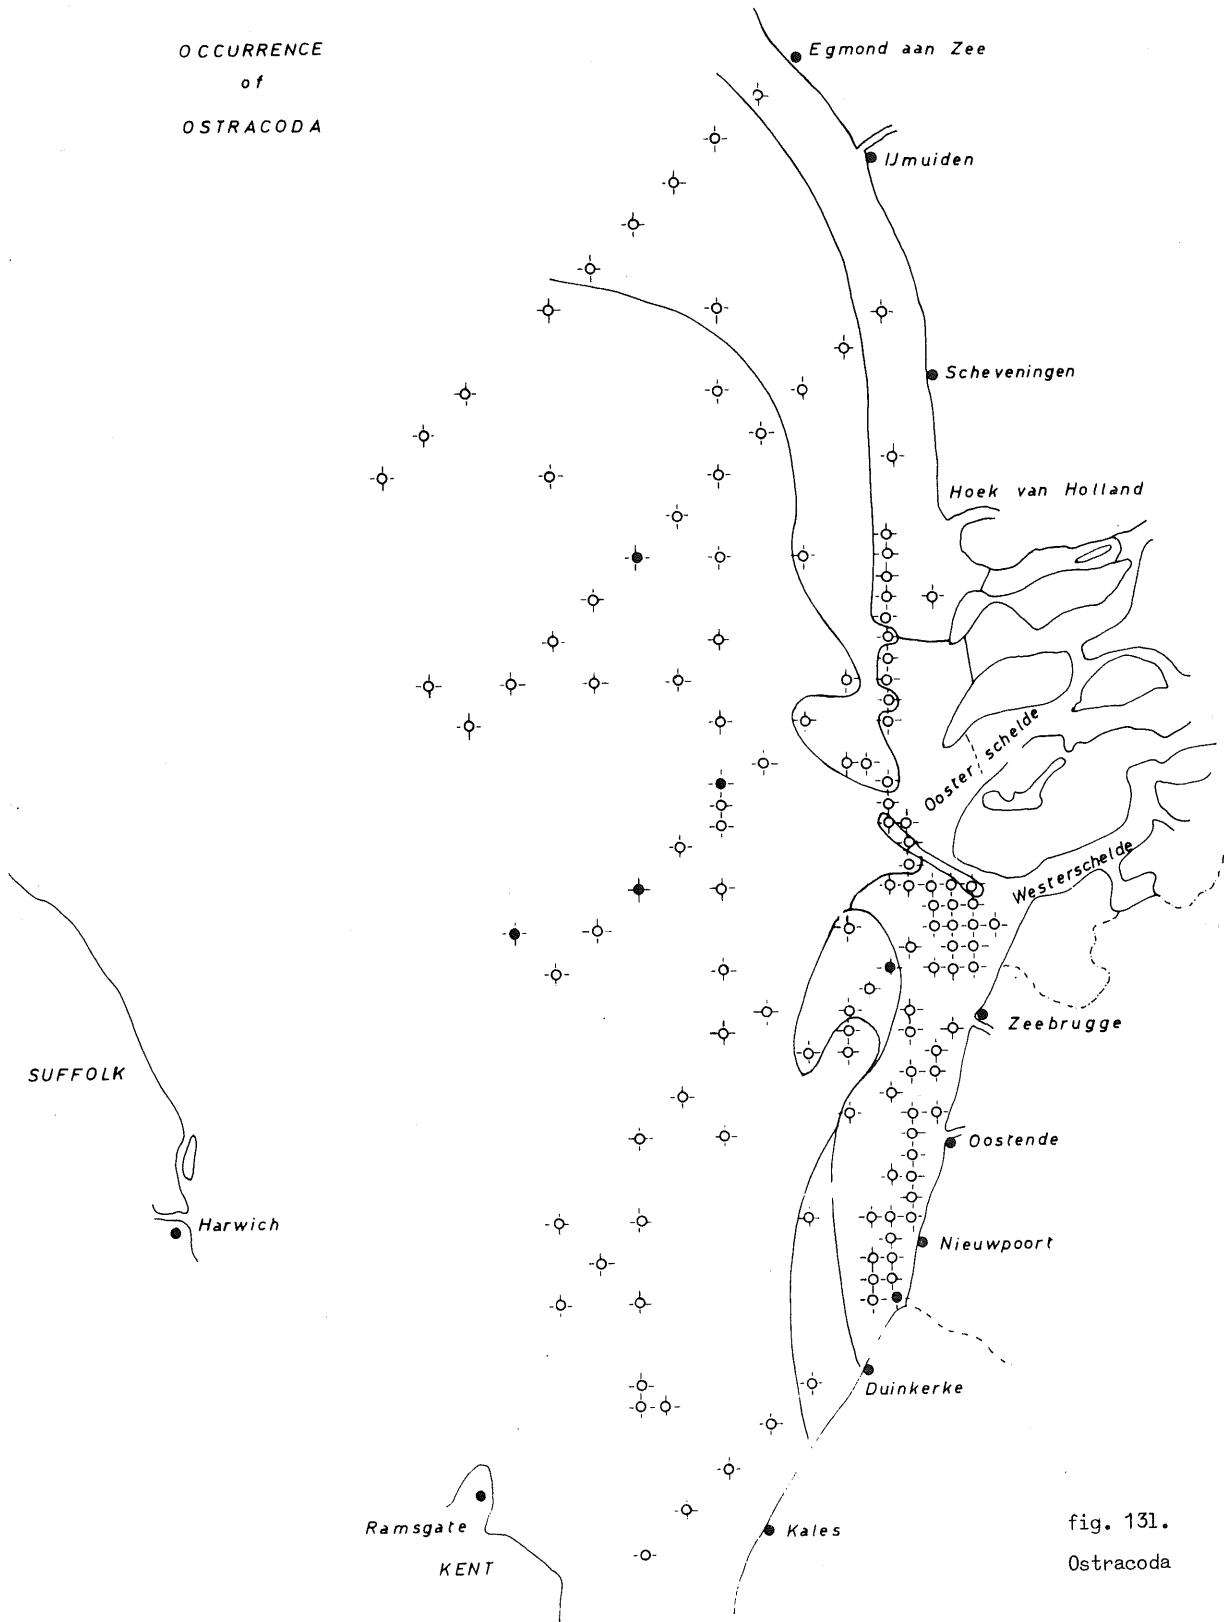 OCCURRENCE
of
OSTRACODA
Egmond aan Zee
IJmuiden
Scheveningen
Hoek van Holland
Ooster schelde
Westerschelde
Zeebrugge
SUFFOLK
Oostende
Harwich
Nieuwpoort
Duinkerke
Ramsgate
Kales
KENT
fig. 131.
Ostracoda